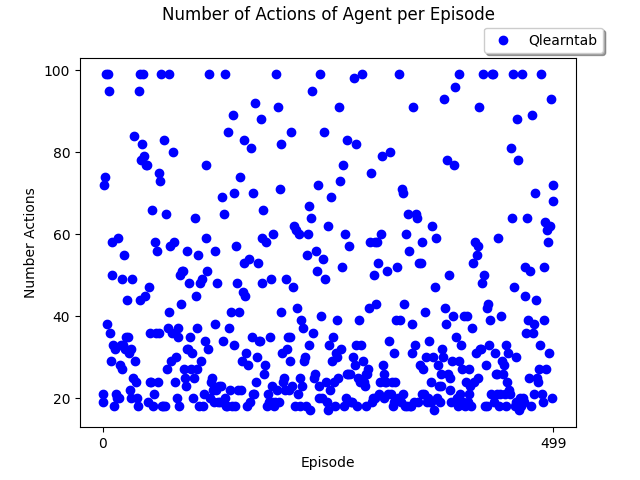 Number of Actions of Agent per Episode
Qlearntab
100
80
60
40
20
Number Actions
0
499
Episode